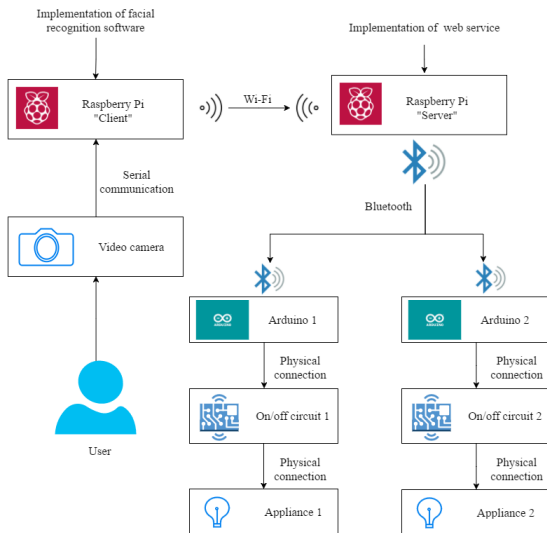 Implementation of facial
recognition software
Implementation of web service
Raspberry Pi
"Client"
Wi-Fi
Raspberry Pi
"Server"
Serial
communication
Bluetooth
Video camera
Arduino 1
Arduino 2
Physical
connection
Physical
connection
On/off circuit 1
On/off circuit 2
User
Physical
connection
Physical
connection
Appliance 1
Appliance 2